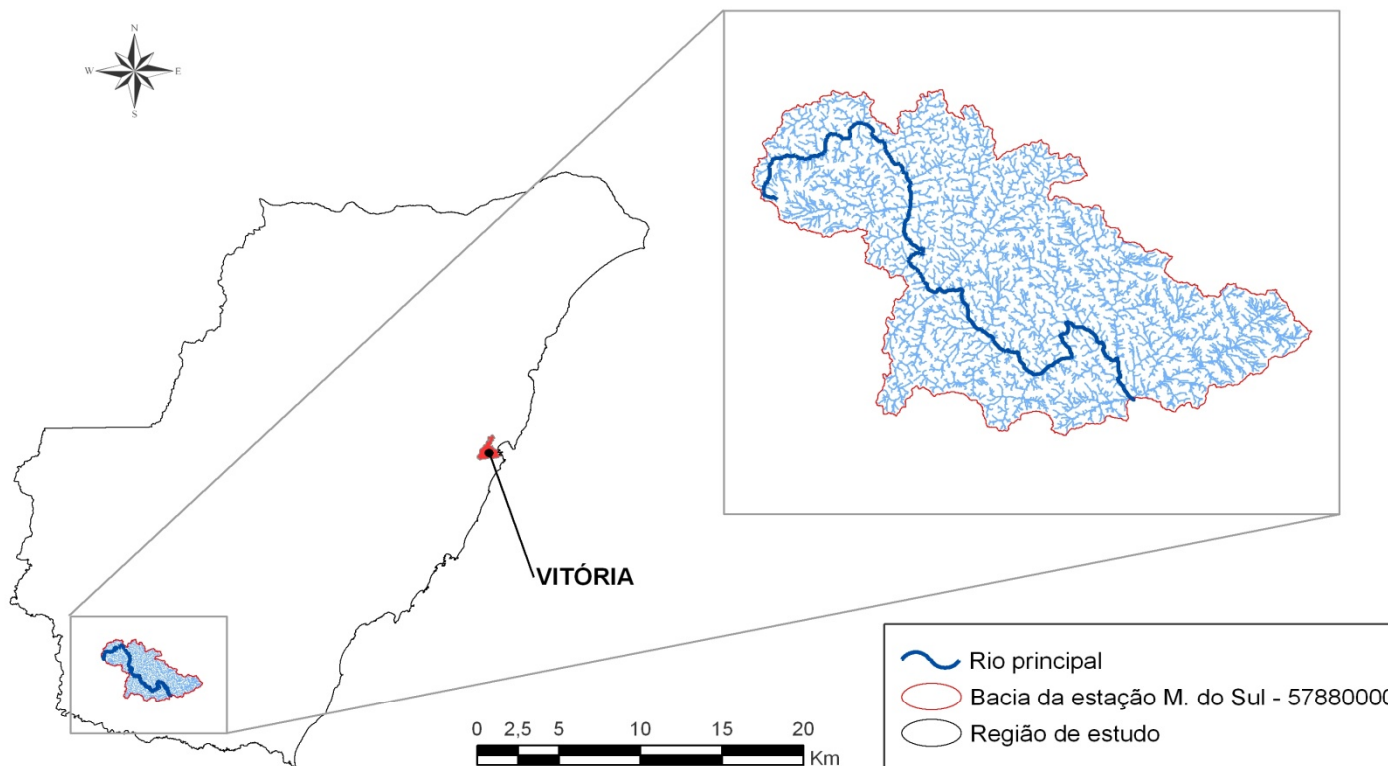 N
W E
S
VITÓRIA
Rio principal
Bacia da estação M. do Sul - 57880000
Região de estudo
0 2,5 5 10 15 20
Km